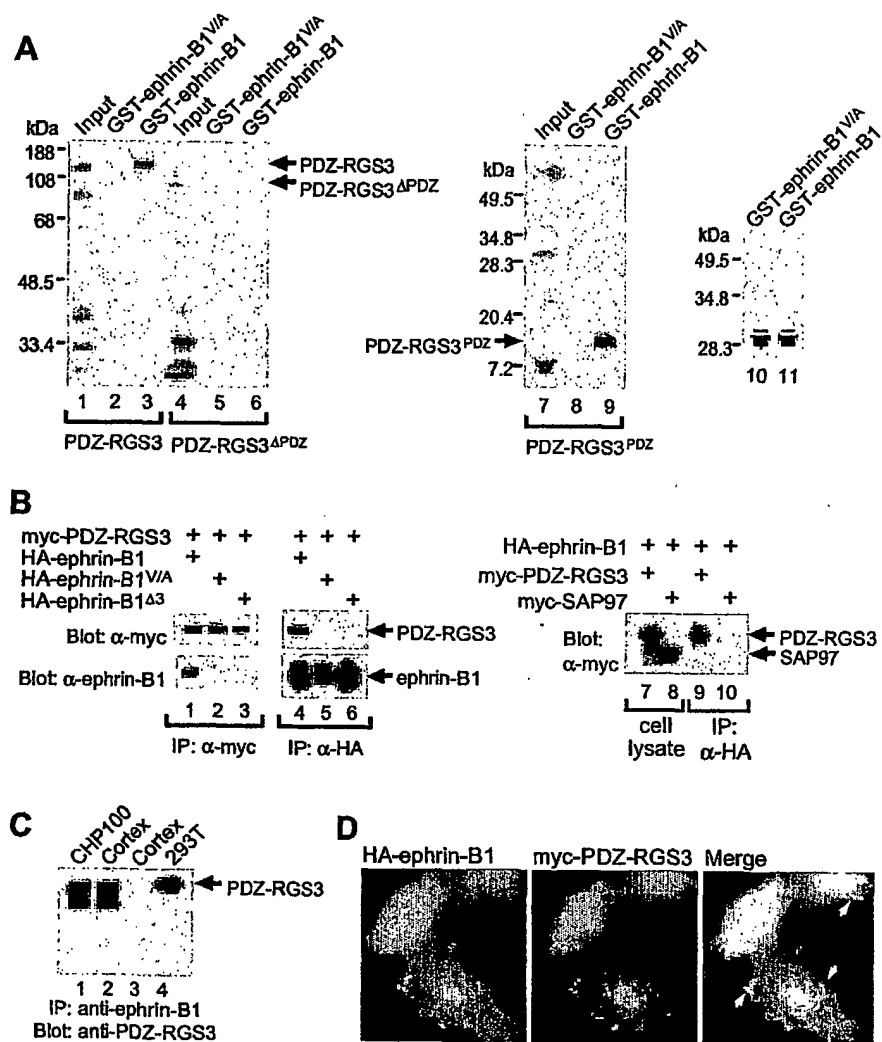 A
Input
GST-ephrin-B1V/A
GST-ephrin-B1
Input
GST-ephrin-B1V/A
GST-ephrin-B1
kDa
188
108
68
48.5
33.4
PDZ-RGS3
PDZ-RGS3ΔPDZ
1 2 3 4 5 6
PDZ-RGS3 PDZ-RGS3ΔPDZ
Input
GST-ephrin-B1V/A
GST-ephrin-B1
kDa
49.5
34.8
28.3
20.4
PDZ-RGS3PDZ
7.2
7 8 9
PDZ-RGS3PDZ
GST-ephrin-B1V/A
GST-ephrin-B1
kDa
49.5
34.8
28.3
10 11
B
myc-PDZ-RGS3 + + + + + +
HA-ephrin-B1 + +
HA-ephrin-B1V/A + +
HA-ephrin-B1Δ3 + +
Blot: α-myc
PDZ-RGS3
Blot: α-ephrin-B1
ephrin-B1
1 2 3 4 5 6
IP: α-myc IP: α-HA
HA-ephrin-B1 + + + +
myc-PDZ-RGS3 + +
myc-SAP97 + +
Blot:
α-myc
PDZ-RGS3
SAP97
7 8 9 10
cell
lysate
IP:
α-HA
C
CHP100
Cortex
Cortex
293T
PDZ-RGS3
1 2 3 4
IP: anti-ephrin-B1
Blot: anti-PDZ-RGS3
D
HA-ephrin-B1 myc-PDZ-RGS3 Merge